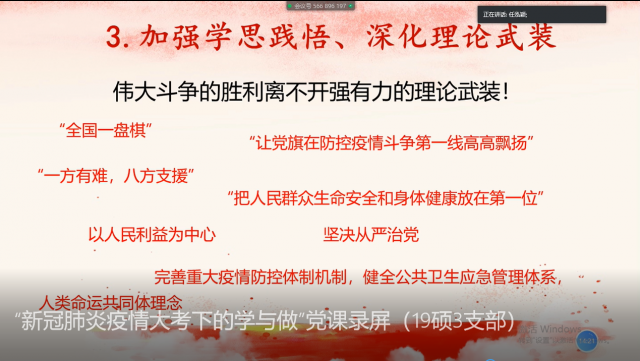 会议号 566 896 197
正在讲话: 任泓颖;
3.加强学思践悟、深化理论武装
伟大斗争的胜利离不开强有力的理论武装！
“全国一盘棋”
“让党旗在防控疫情斗争第一线高高飘扬”
“一方有难，八方支援”
“把人民群众生命安全和身体健康放在第一位”
以人民利益为中心 坚决从严治党
完善重大疫情防控体制机制，健全公共卫生应急管理体系，
人类命运共同体理念
“新冠肺炎疫情大考下的学与做”党课录屏（19硕3支部）
Windows
14:21